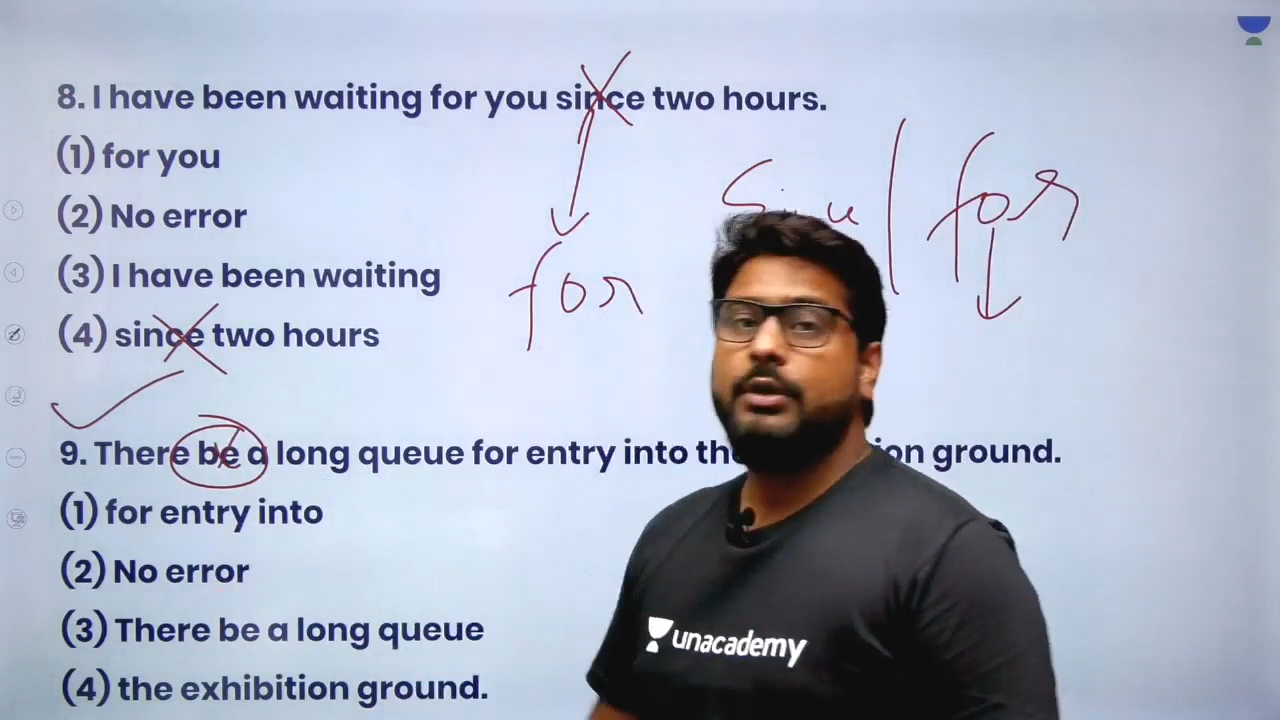 8. I have been waiting for you since two hours.
(1) for you
(2) No error
(3) I have been waiting
(4) since two hours
for
for
9. There be a long queue for entry into on ground.
(1) for entry into
(2) No error
(3) There be a long queue
(4) the exhibition ground.
unacademy